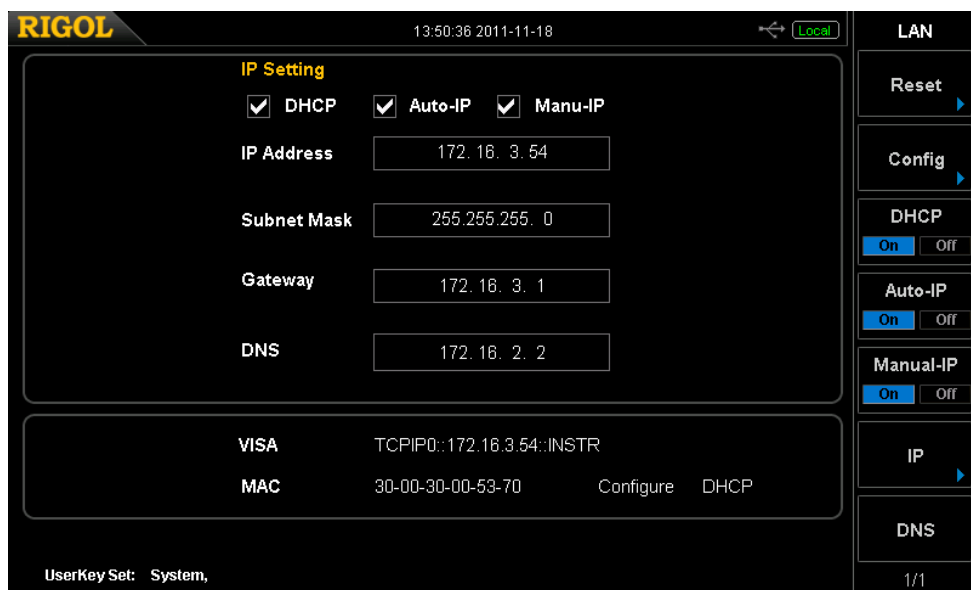 RIGOL
13:50:36 2011-11-18
Local
LAN
IP Setting
DHCP Auto-IP Manu-IP
IP Address 172. 16. 3. 54
Subnet Mask 255.255.255. 0
Gateway 172. 16. 3. 1
DNS 172. 16. 2. 2
VISA TCPIP0::172.16.3.54::INSTR
MAC 30-00-30-00-53-70 Configure DHCP
UserKey Set: System,
Reset
Config
DHCP
On Off
Auto-IP
On Off
Manual-IP
On Off
IP
DNS
1/1